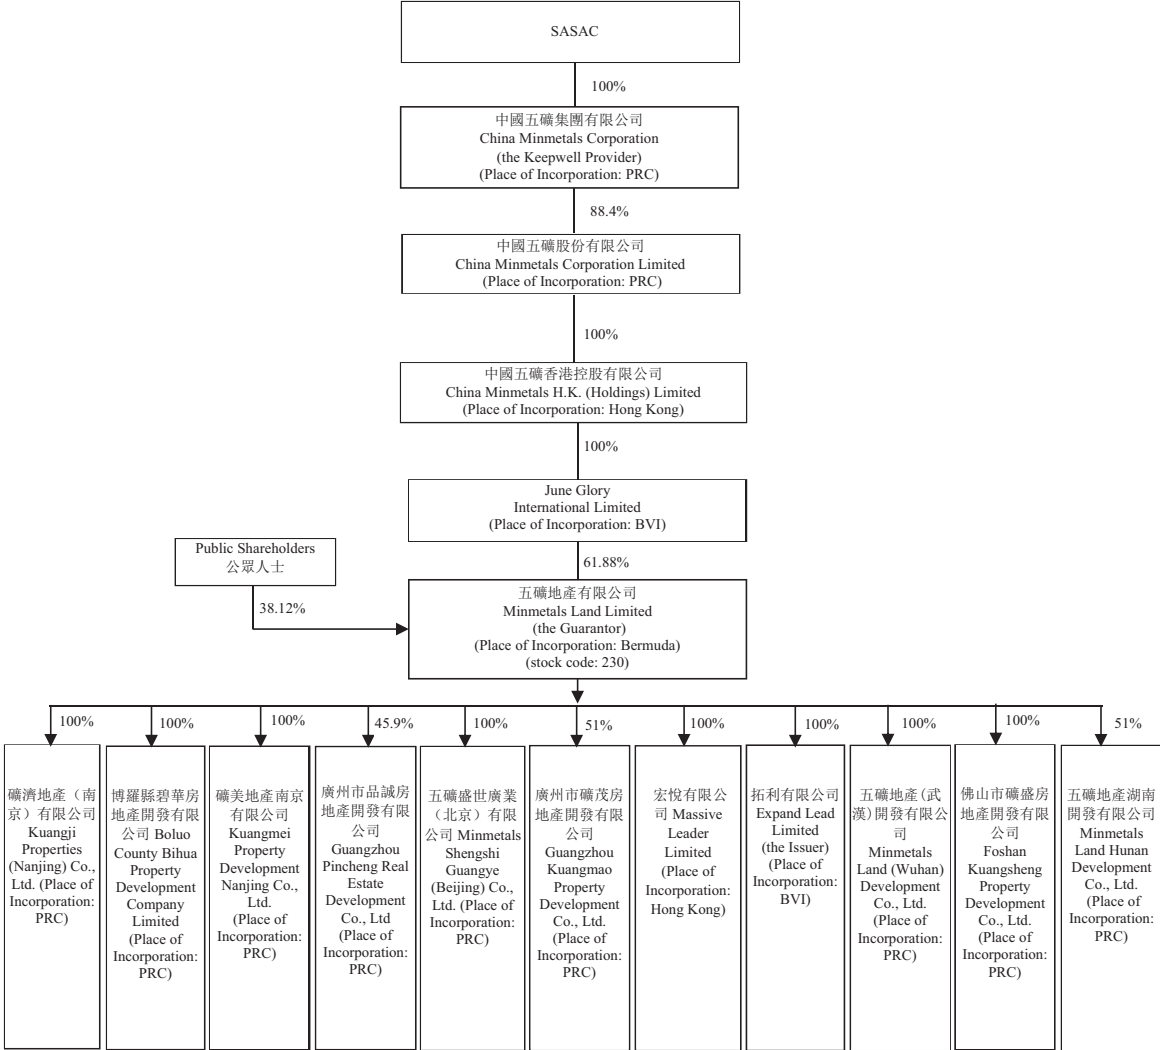 SASAC
100%
中國五礦集團有限公司
China Minmetals Corporation
(the Keepwell Provider)
(Place of Incorporation: PRC)
88.4%
中國五礦股份有限公司
China Minmetals Corporation Limited
(Place of Incorporation: PRC)
100%
中國五礦香港控股有限公司
China Minmetals H.K. (Holdings) Limited
(Place of Incorporation: Hong Kong)
100%
June Glory
International Limited
(Place of Incorporation: BVI)
Public Shareholders
公眾人士
61.88%
38.12%
五礦地產有限公司
Minmetals Land Limited
(the Guarantor)
(Place of Incorporation: Bermuda)
(stock code: 230)
100%
100%
100%
45.9%
100%
51%
100%
100%
100%
100%
51%
礦濟地產（南
京）有限公司
Kuangji
Properties
(Nanjing) Co.,
Ltd. (Place of
Incorporation:
PRC)
博羅縣碧華房
地產開發有限
公司 Boluo
County Bihua
Property
Development
Company
Limited
(Place of
Incorporation:
PRC)
礦美地產南京
有限公司
Kuangmei
Property
Development
Nanjing Co.,
Ltd.
(Place of
Incorporation:
PRC)
廣州市品誠房
地產開發有限
公司
Guangzhou
Pincheng Real
Estate
Development
Co., Ltd
(Place of
Incorporation:
PRC)
五礦盛世廣業
（北京）有限
公司 Minmetals
Shengshi
Guangye
(Beijing) Co.,
Ltd. (Place of
Incorporation:
PRC)
廣州市礦茂房
地產開發有限
公司
Guangzhou
Kuangmao
Property
Development
Co., Ltd.
(Place of
Incorporation:
PRC)
宏悅有限公
司 Massive
Leader
Limited
(Place of
Incorporation:
Hong Kong)
拓利有限公司
Expand Lead
Limited
(the Issuer)
(Place of
Incorporation:
BVI)
五礦地產(武
漢)開發有限公
司
Minmetals
Land (Wuhan)
Development
Co., Ltd.
(Place of
Incorporation:
PRC)
佛山市礦盛房
地產開發有限
公司
Foshan
Kuangsheng
Property
Development
Co., Ltd.
(Place of
Incorporation:
PRC)
五礦地產湖南
開發有限公司
Minmetals
Land Hunan
Development
Co., Ltd.
(Place of
Incorporation:
PRC)